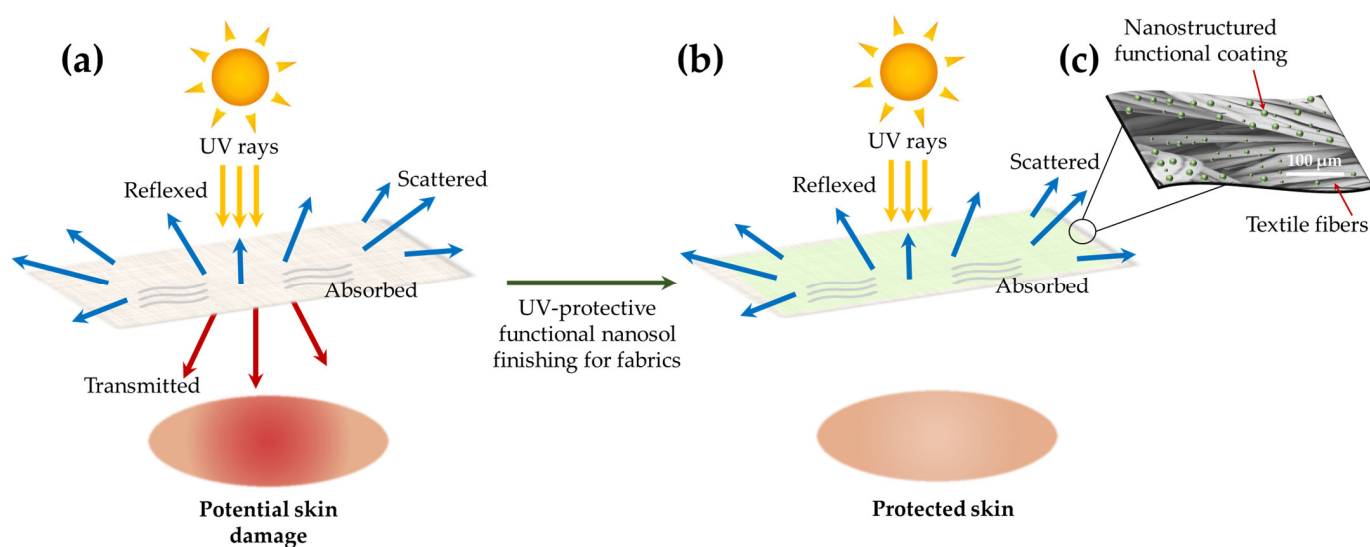 (a)
UV rays
Reflexed
Scattered
Absorbed
Transmitted
Potential skin
damage
UV-protective
functional nanosol
finishing for fabrics
(b)
UV rays
Reflexed
Scattered
Absorbed
Protected skin
(c)
Nanostructured
functional coating
100 μm
Textile fibers